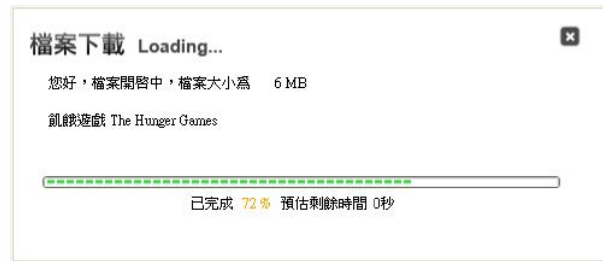 檔案下載 Loading...
您好，檔案開啓中，檔案大小爲 6 MB
飢餓遊戲 The Hunger Games
已完成 72% 預估剩餘時間 0秒